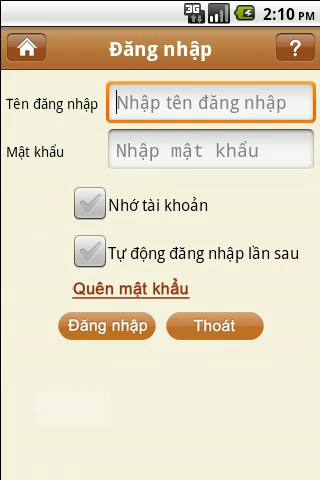 3G 2:10 PM
Đăng nhập ?
Tên đăng nhập Nhập tên đăng nhập
Mật khẩu Nhập mật khẩu
Nhớ tài khoản
Tự động đăng nhập lần sau
Quên mật khẩu
Đăng nhập Thoát